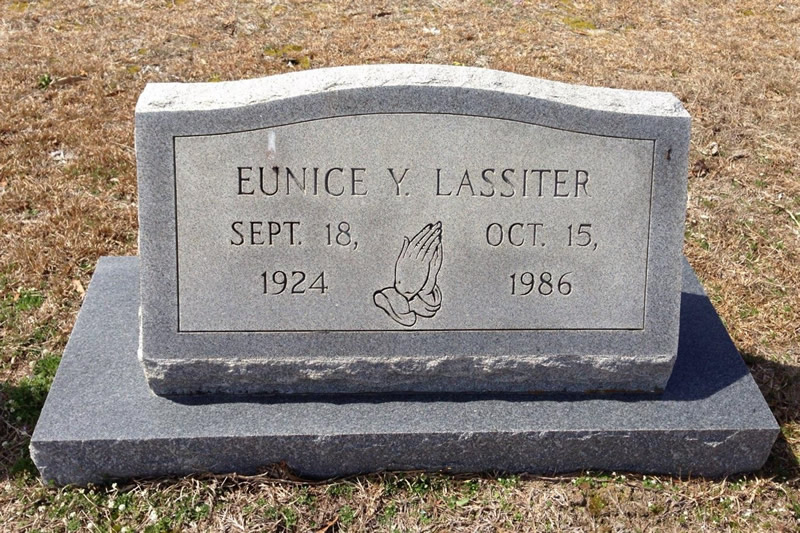 EUNICE Y. LASSITER
SEPT. 18, OCT. 15,
1924 1986